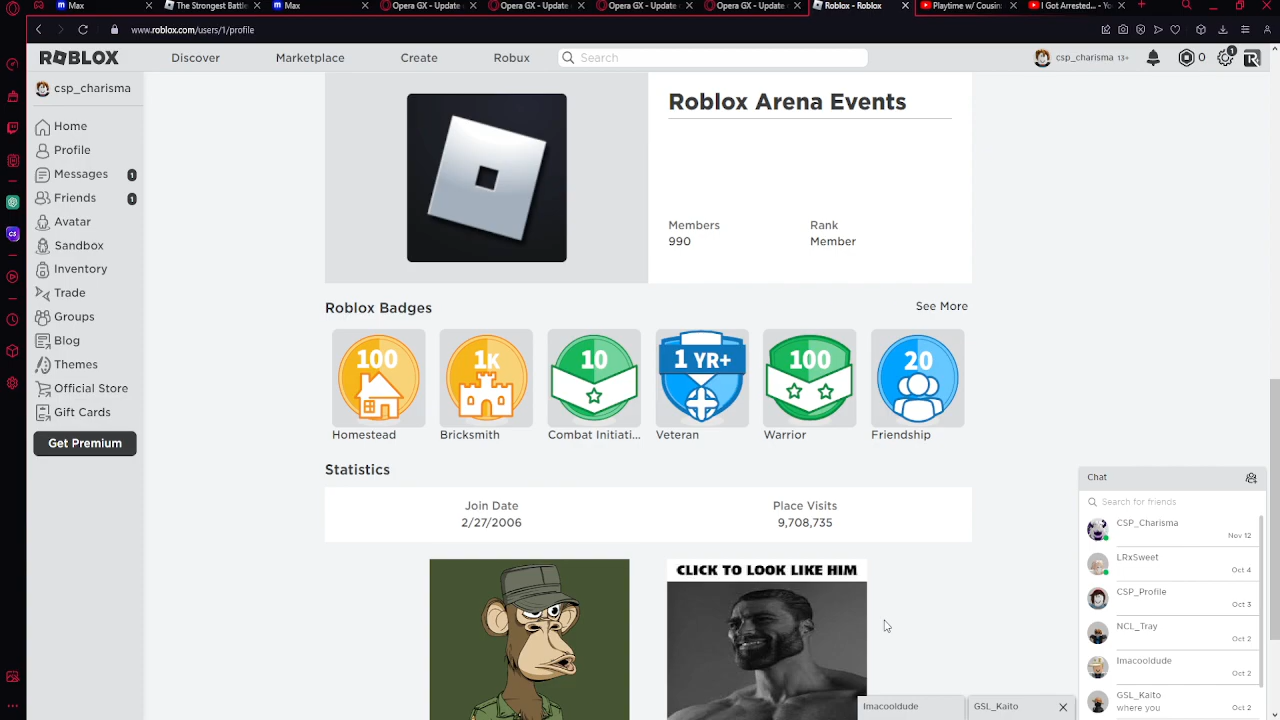 Max
The Strongest Battle
Max
Opera GX - Update
Opera GX - Update
Opera GX - Update
Opera GX - Update
Roblox - Roblox
Playtime w/ Cousin
I Got Arrested... - Yo
www.roblox.com/users/1/profile
ROBLOX
Discover
Marketplace
Create
Robux
Search
csp_charisma 13+
0
1
csp_charisma
Home
Profile
Messages 1
Friends 1
Avatar
Sandbox
Inventory
Trade
Groups
Blog
Themes
Official Store
Gift Cards
Get Premium
Roblox Arena Events
Members
990
Rank
Member
Roblox Badges
See More
100
1K
10
1 YR+
100
20
Homestead
Bricksmith
Combat Initiati...
Veteran
Warrior
Friendship
Statistics
Join Date
2/27/2006
Place Visits
9,708,735
CLICK TO LOOK LIKE HIM
Chat
Search for friends
CSP_Charisma
Nov 12
LRxSweet
Oct 4
CSP_Profile
Oct 3
NCL_Tray
Oct 2
Imacooldude
Oct 2
GSL_Kaito
where you
Oct 2
Imacooldude
GSL_Kaito